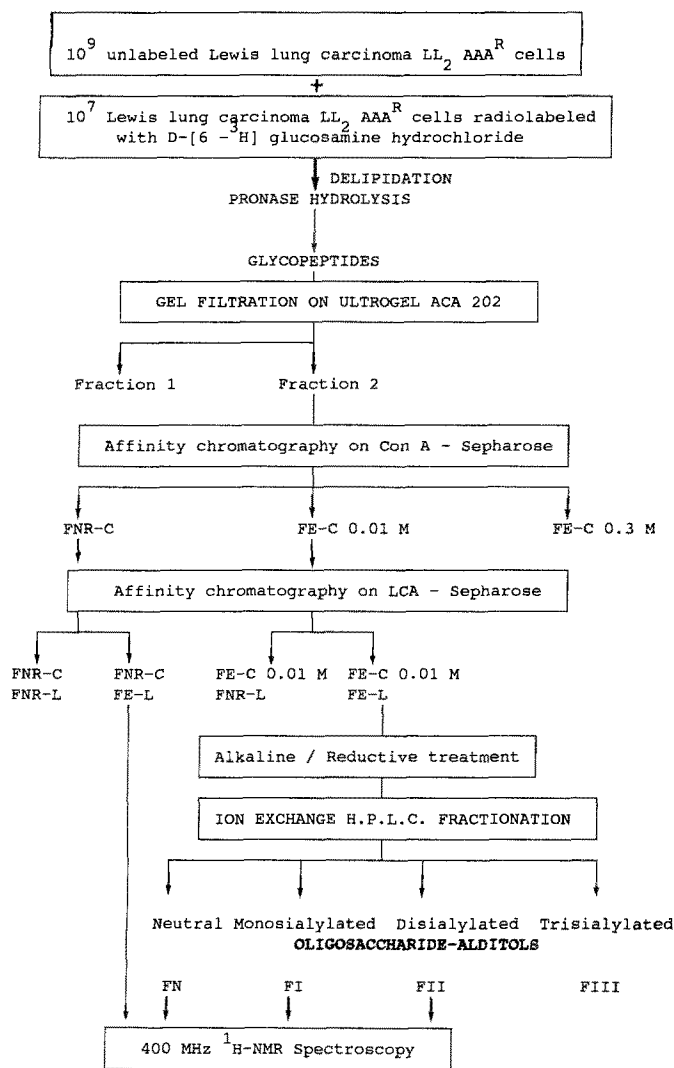 10⁹ unlabeled Lewis lung carcinoma LL₂ AAAᴿ cells
+
10⁷ Lewis lung carcinoma LL₂ AAAᴿ cells radiolabeled
with D-[6 -³H] glucosamine hydrochloride
DELIPIDATION
PRONASE HYDROLYSIS
GLYCOPEPTIDES
GEL FILTRATION ON ULTROGEL ACA 202
Fraction 1 Fraction 2
Affinity chromatography on Con A - Sepharose
FNR-C FE-C 0.01 M FE-C 0.3 M
Affinity chromatography on LCA - Sepharose
FNR-C FNR-C FE-C 0.01 M FE-C 0.01 M
FNR-L FE-L FNR-L FE-L
Alkaline / Reductive treatment
ION EXCHANGE H.P.L.C. FRACTIONATION
Neutral Monosialylated Disialylated Trisialylated
OLIGOSACCHARIDE-ALDITOLS
FN FI FII FIII
400 MHz ¹H-NMR Spectroscopy